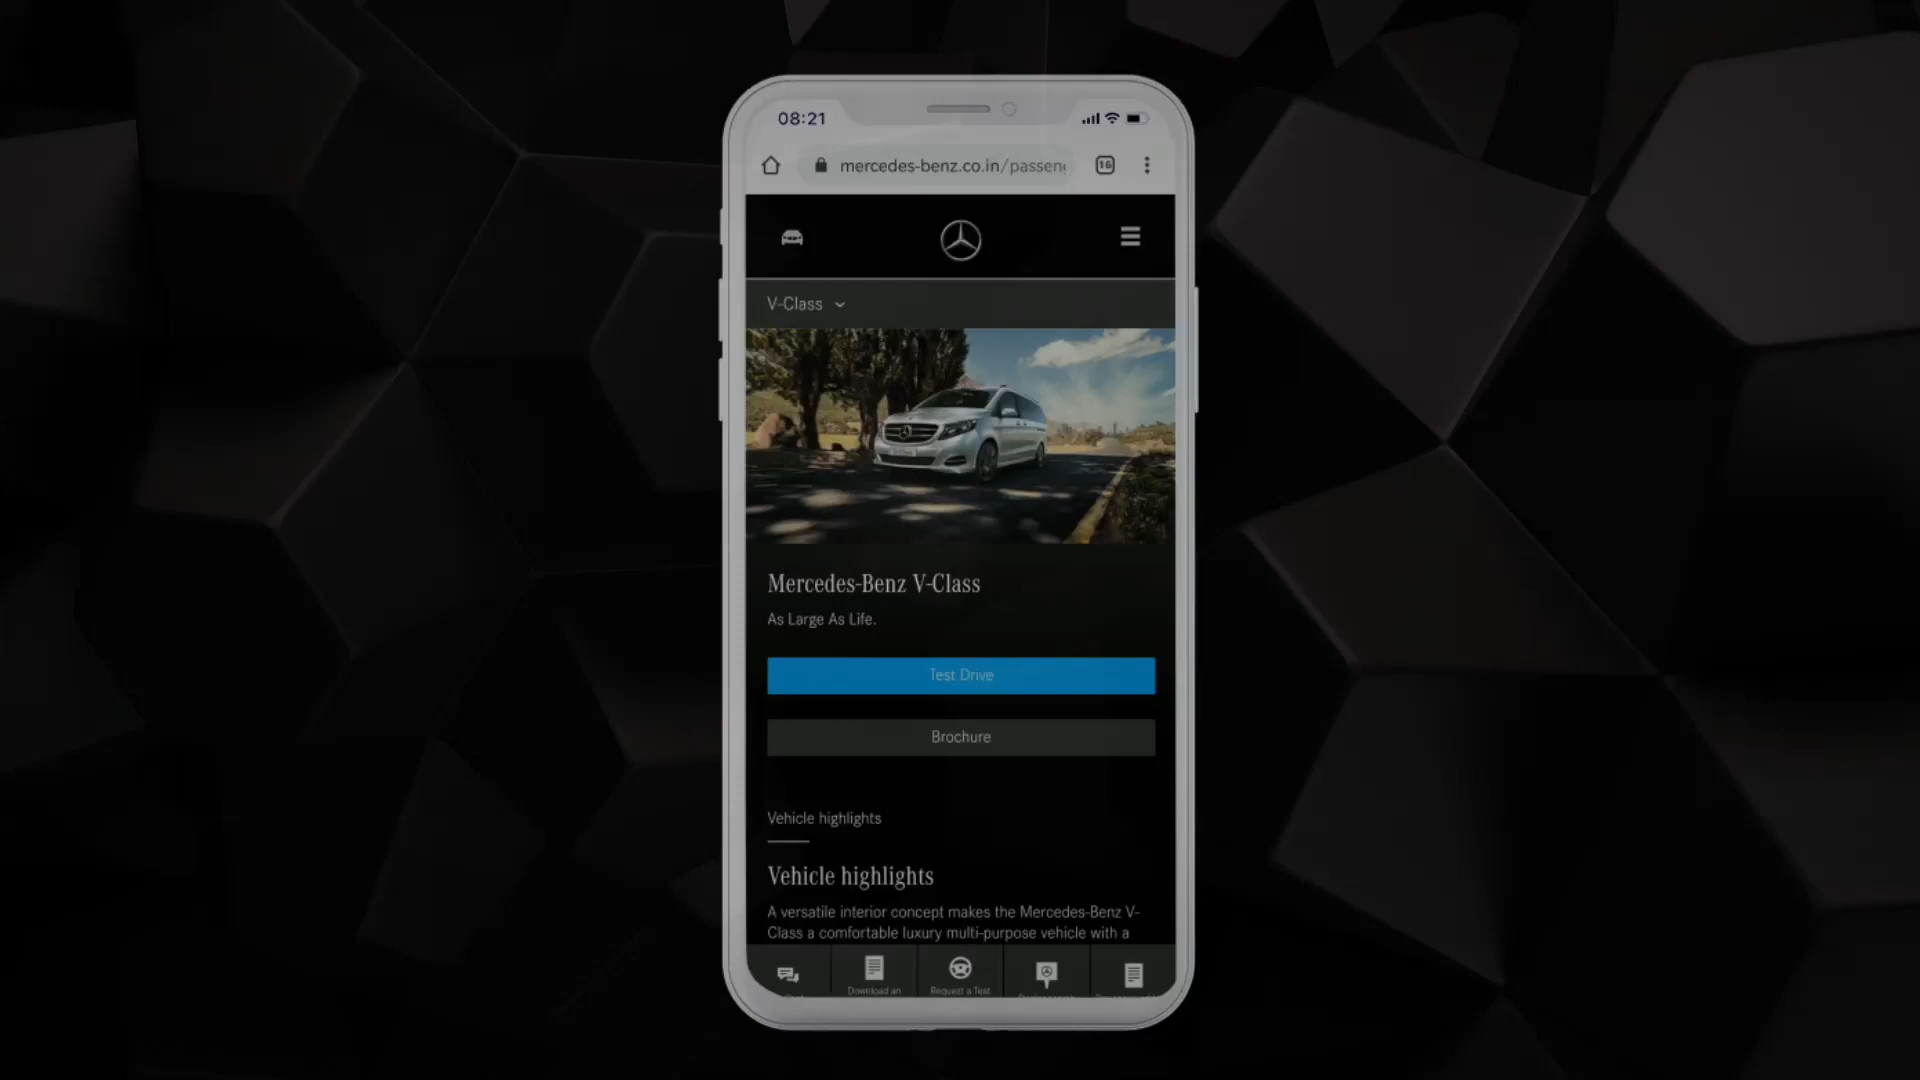 08:21
mercedes-benz.co.in/passen
16
V-Class
Mercedes-Benz V-Class
As Large As Life.
Test Drive
Brochure
Vehicle highlights
Vehicle highlights
A versatile interior concept makes the Mercedes-Benz V-
Class a comfortable luxury multi-purpose vehicle with a
Download an
Request a Test